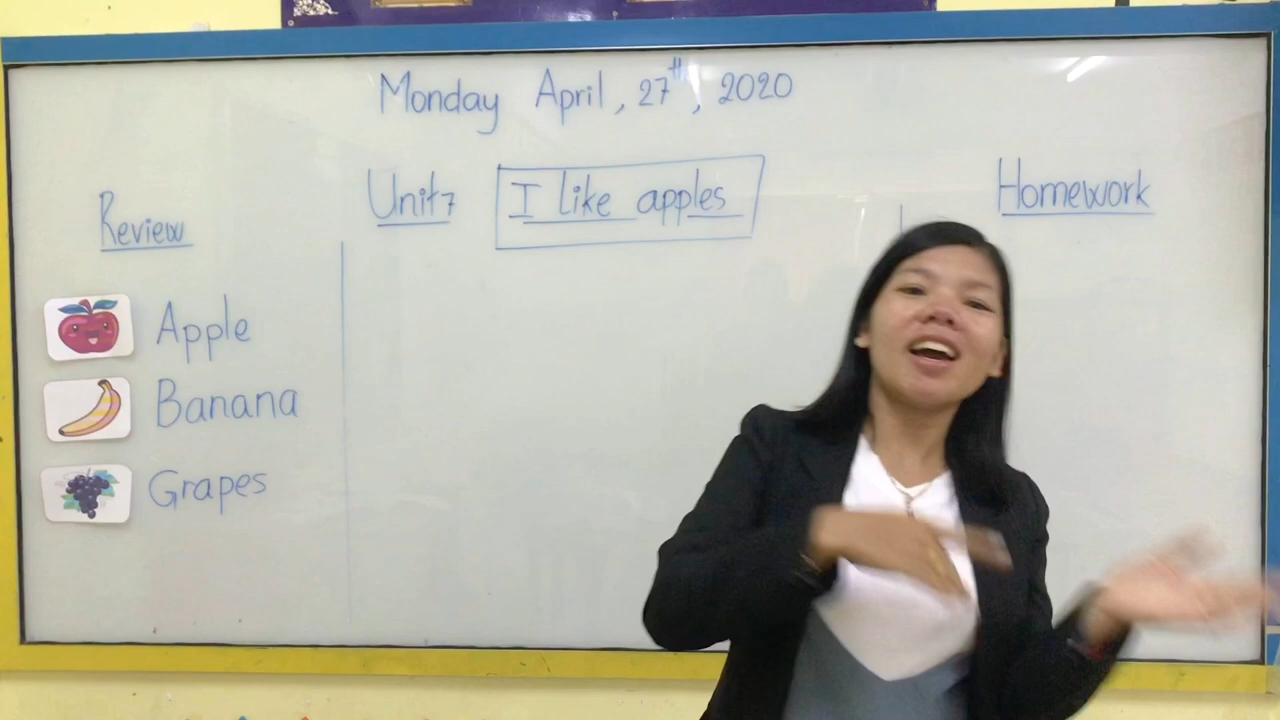 Monday April, 27th, 2020
Review
Unit 7 I like apples
Homework
Apple
Banana
Grapes